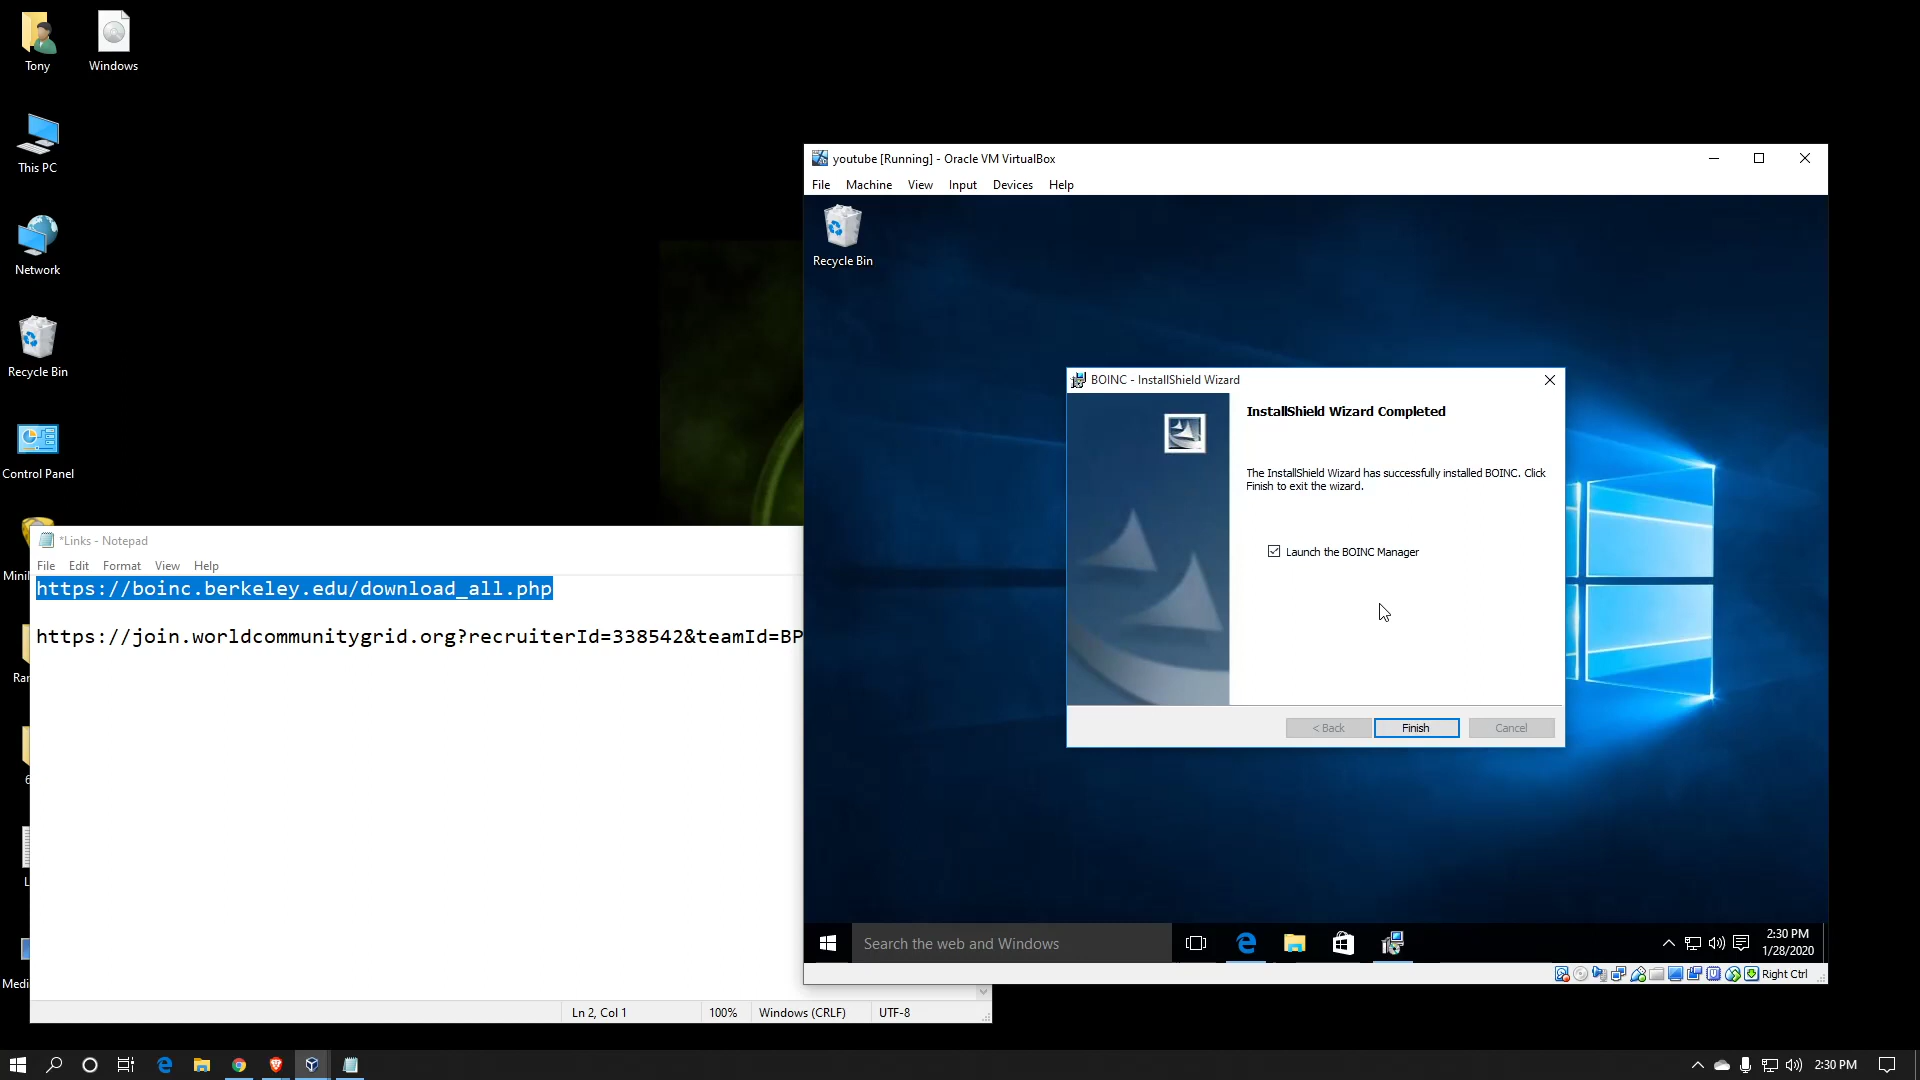 Tony
Windows
This PC
Network
Recycle Bin
Control Panel
Mini
Ran
6
L
Medi
*Links - Notepad
File Edit Format View Help
https://boinc.berkeley.edu/download_all.php
https://join.worldcommunitygrid.org?recruiterId=338542&teamId=BP
Ln 2, Col 1 100% Windows (CRLF) UTF-8
youtube [Running] - Oracle VM VirtualBox
File Machine View Input Devices Help
Recycle Bin
BOINC - InstallShield Wizard
InstallShield Wizard Completed
The InstallShield Wizard has successfully installed BOINC. Click
Finish to exit the wizard.
Launch the BOINC Manager
< Back Finish Cancel
Search the web and Windows
2:30 PM
1/28/2020
Right Ctrl
2:30 PM